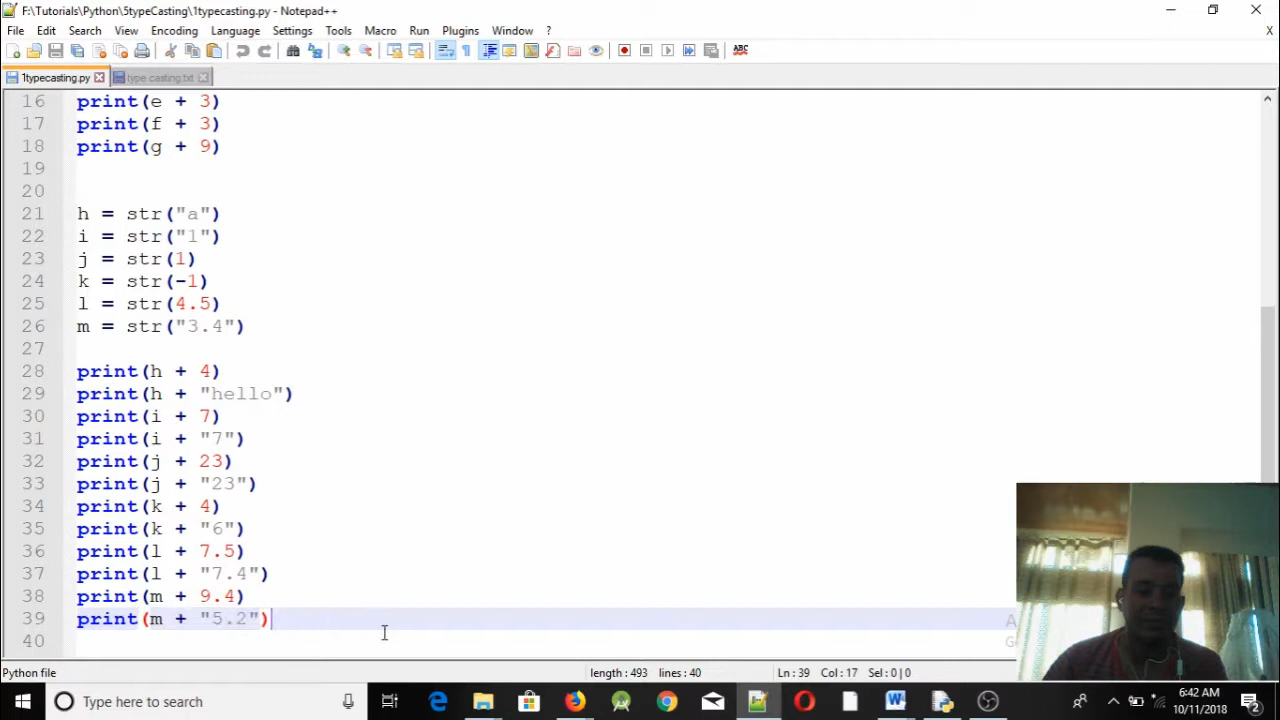 F:\Tutorials\Python\5typeCasting\1typecasting.py - Notepad++
File Edit Search View Encoding Language Settings Tools Macro Run Plugins Window ?
X
ABC
1typecasting.py type casting.txt
16 print(e + 3)
17 print(f + 3)
18 print(g + 9)
19
20
21 h = str("a")
22 i = str("1")
23 j = str(1)
24 k = str(-1)
25 l = str(4.5)
26 m = str("3.4")
27
28 print(h + 4)
29 print(h + "hello")
30 print(i + 7)
31 print(i + "7")
32 print(j + 23)
33 print(j + "23")
34 print(k + 4)
35 print(k + "6")
36 print(l + 7.5)
37 print(l + "7.4")
38 print(m + 9.4)
39 print(m + "5.2")
40
Python file length : 493 lines : 40 Ln : 39 Col : 17 Sel : 0 | 0
Type here to search
6:42 AM
10/11/2018
2